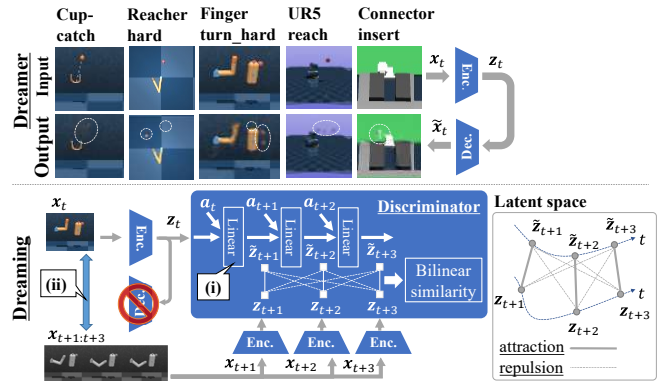 Cup-
catch
Reacher
hard
Finger
turn_hard
UR5
reach
Connector
insert
Dreamer
Input
Output
x_t
Enc.
z_t
x̃_t
Dec.
Dreaming
x_t
Enc.
z_t
(ii)
x_{t+1:t+3}
Discriminator
a_t
a_{t+1}
a_{t+2}
Linear
Linear
Linear
z̃_{t+1}
z̃_{t+2}
z̃_{t+3}
(i)
Bilinear
similarity
z_{t+1}
z_{t+2}
z_{t+3}
Enc.
Enc.
Enc.
x_{t+1}
x_{t+2}
x_{t+3}
Latent space
z̃_{t+1}
z̃_{t+2}
z̃_{t+3}
t
z_{t+1}
z_{t+2}
z_{t+3}
t
attraction
repulsion